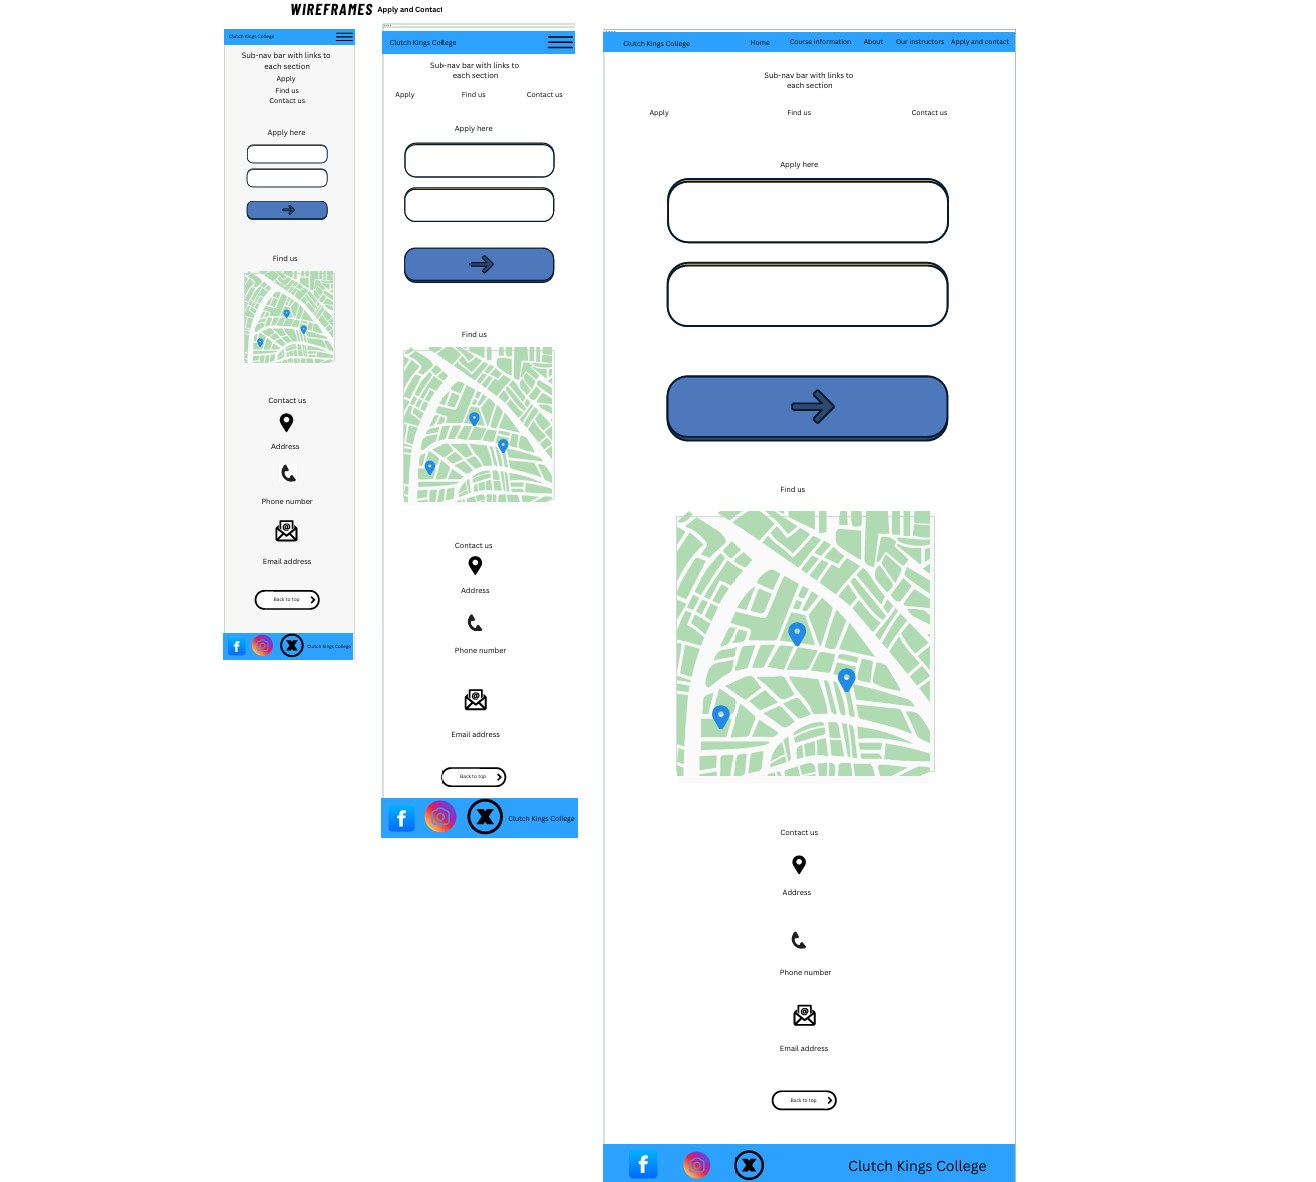 WIREFRAMES Apply and Contact
Clutch Kings College
Sub-nav bar with links to
each section
Apply
Find us
Contact us
Apply here
Find us
Contact us
Address
Phone number
@
Email address
Back to top
f
X
Clutch Kings College
Clutch Kings College
Sub-nav bar with links to
each section
Apply Find us Contact us
Apply here
Find us
Contact us
Address
Phone number
@
Email address
Back to top
f
X
Clutch Kings College
Clutch Kings College Home Course information About Our instructors Apply and contact
Sub-nav bar with links to
each section
Apply Find us Contact us
Apply here
Find us
Contact us
Address
Phone number
@
Email address
Back to top
f
X
Clutch Kings College